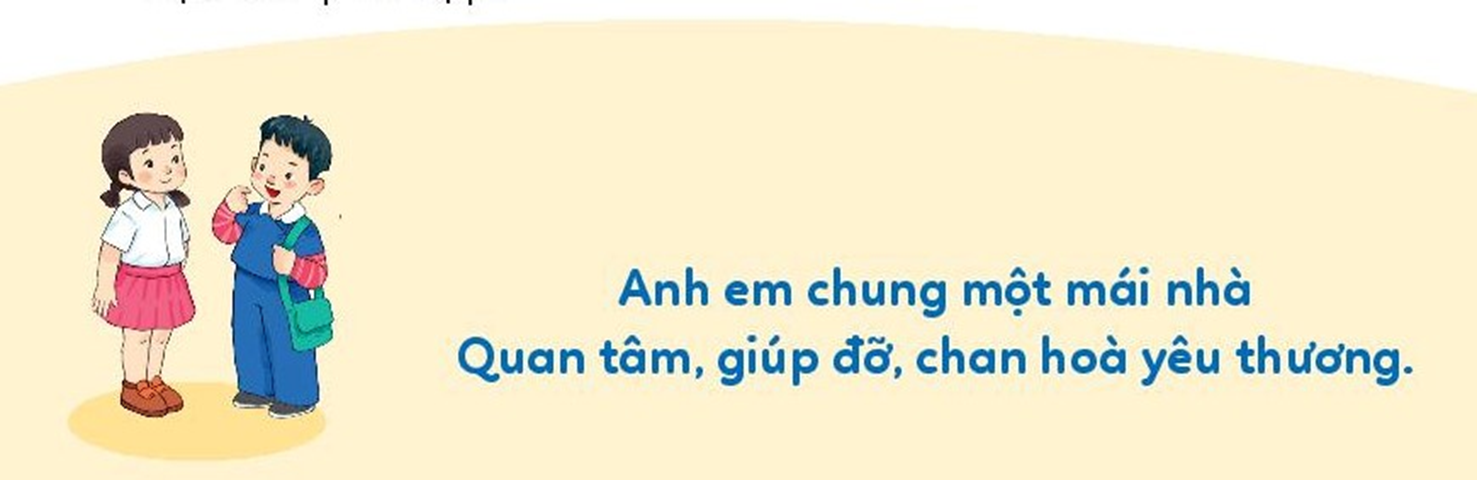 Anh em chung một mái nhà
Quan tâm, giúp đỡ, chan hoà yêu thương.